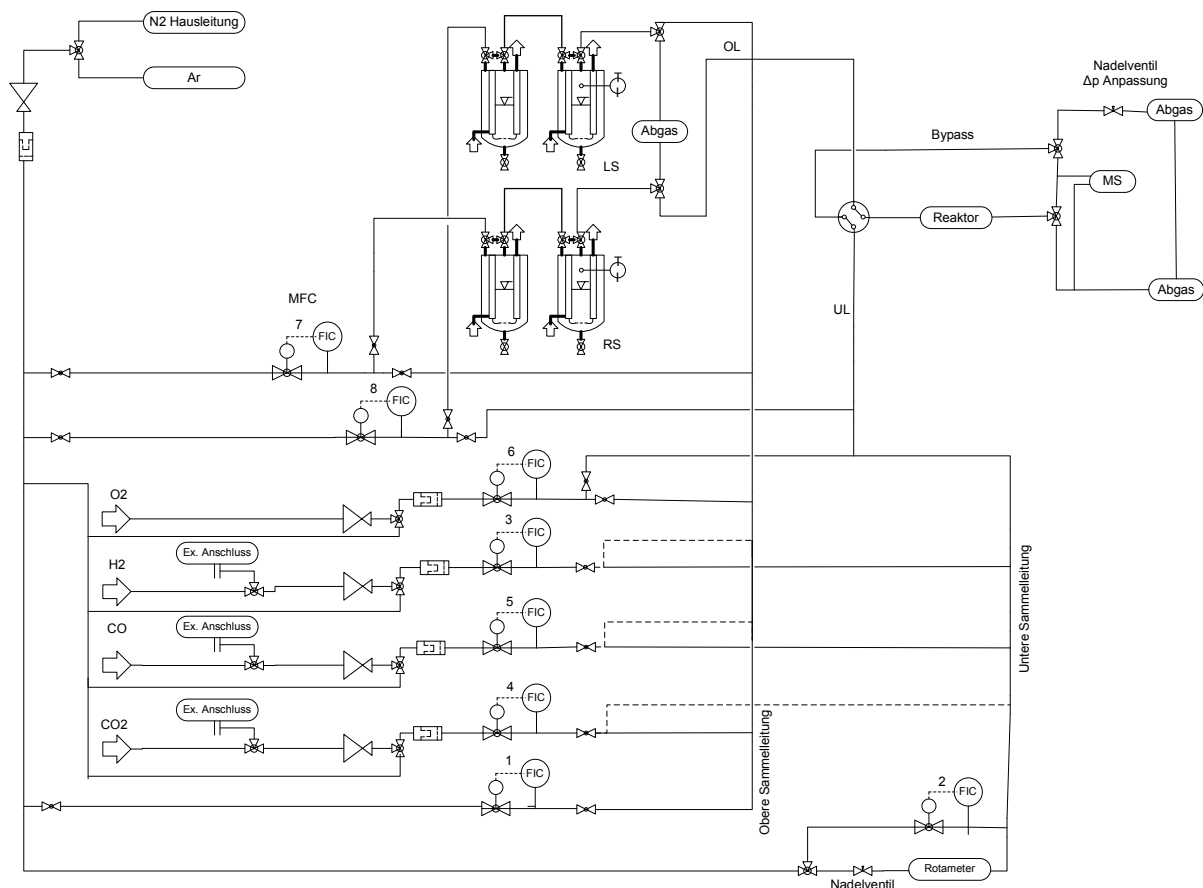 N2 Hausleitung
Ar
OL
Nadelventil
Δp Anpassung
Abgas
Abgas
Bypass
LS
MS
Reaktor
Abgas
UL
MFC
RS
7
FIC
8
FIC
6
FIC
O2
3
FIC
Ex. Anschluss
H2
5
FIC
Ex. Anschluss
CO
4
FIC
Ex. Anschluss
CO2
1
FIC
2
FIC
Untere Sammelleitung
Obere Sammelleitung
Rotameter
Nadelventil